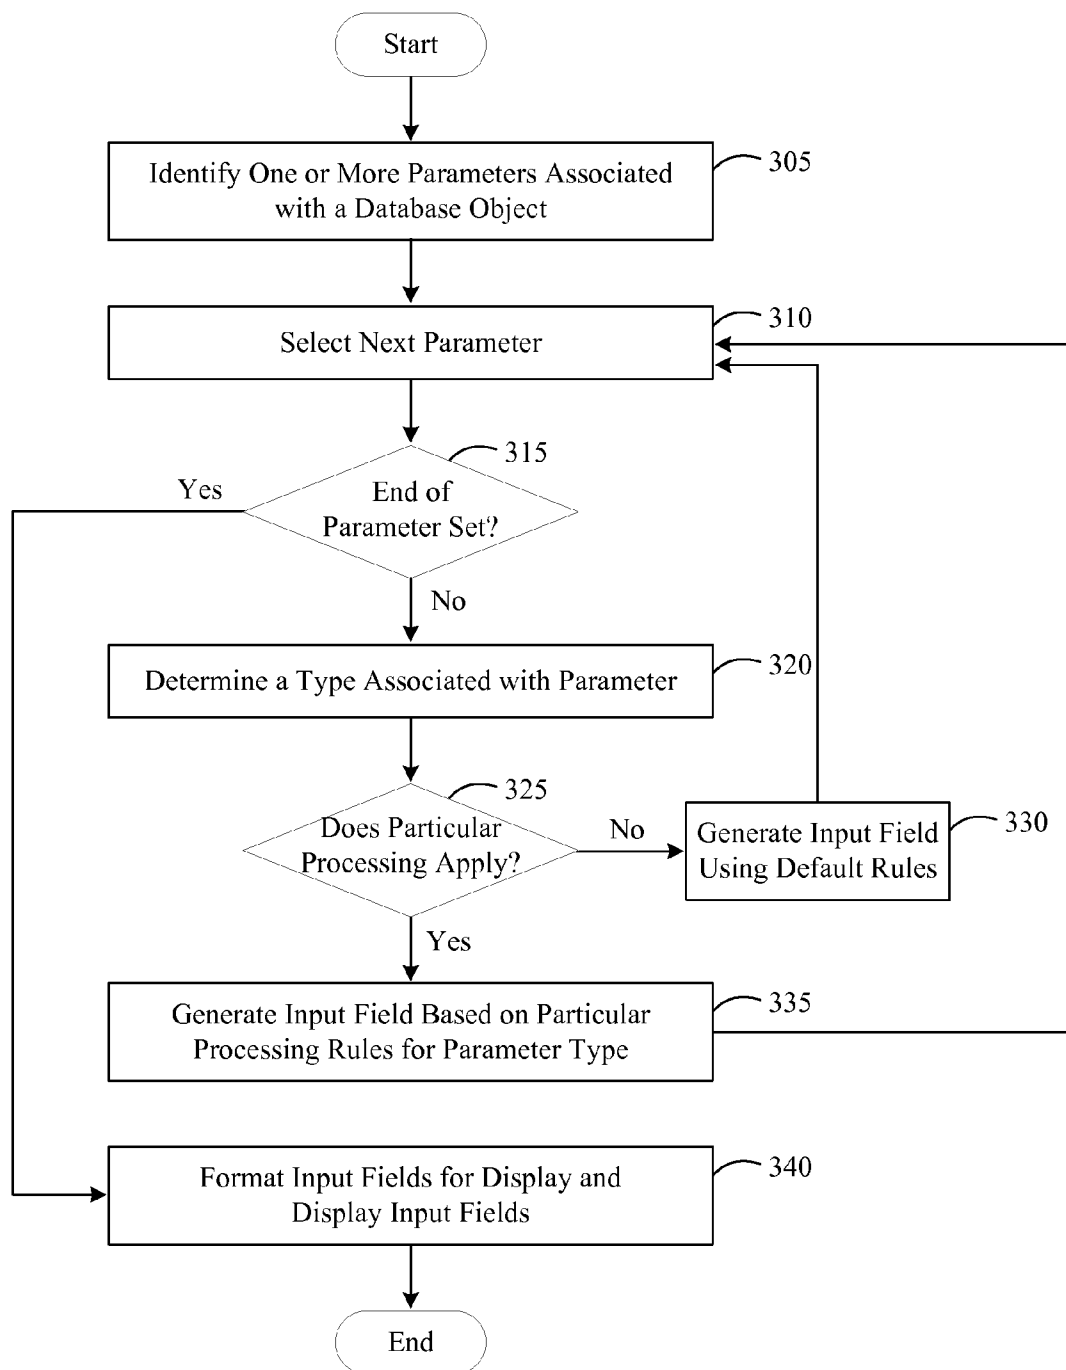 Start
Identify One or More Parameters Associated
with a Database Object
305
Select Next Parameter
310
End of
Parameter Set?
315
Yes
No
Determine a Type Associated with Parameter
320
Does Particular
Processing Apply?
325
No
Generate Input Field
Using Default Rules
330
Yes
Generate Input Field Based on Particular
Processing Rules for Parameter Type
335
Format Input Fields for Display and
Display Input Fields
340
End